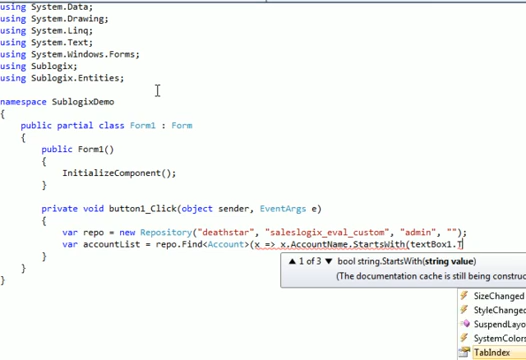 using System.Data;
using System.Drawing;
using System.Linq;
using System.Text;
using System.Windows.Forms;
using Sublogix;
using Sublogix.Entities;
namespace SublogixDemo
{
public partial class Form1 : Form
{
public Form1()
{
InitializeComponent();
}
private void button1_Click(object sender, EventArgs e)
{
var repo = new Repository("deathstar", "saleslogix_eval_custom", "admin", "");
var accountList = repo.Find<Account>(x => x.AccountName.StartsWith(textBox1.T
}
}
}
▲ 1 of 3 ▼ bool string.StartsWith(string value)
(The documentation cache is still being constru
SizeChanged
StyleChanged
SuspendLayo
SystemColors
TabIndex